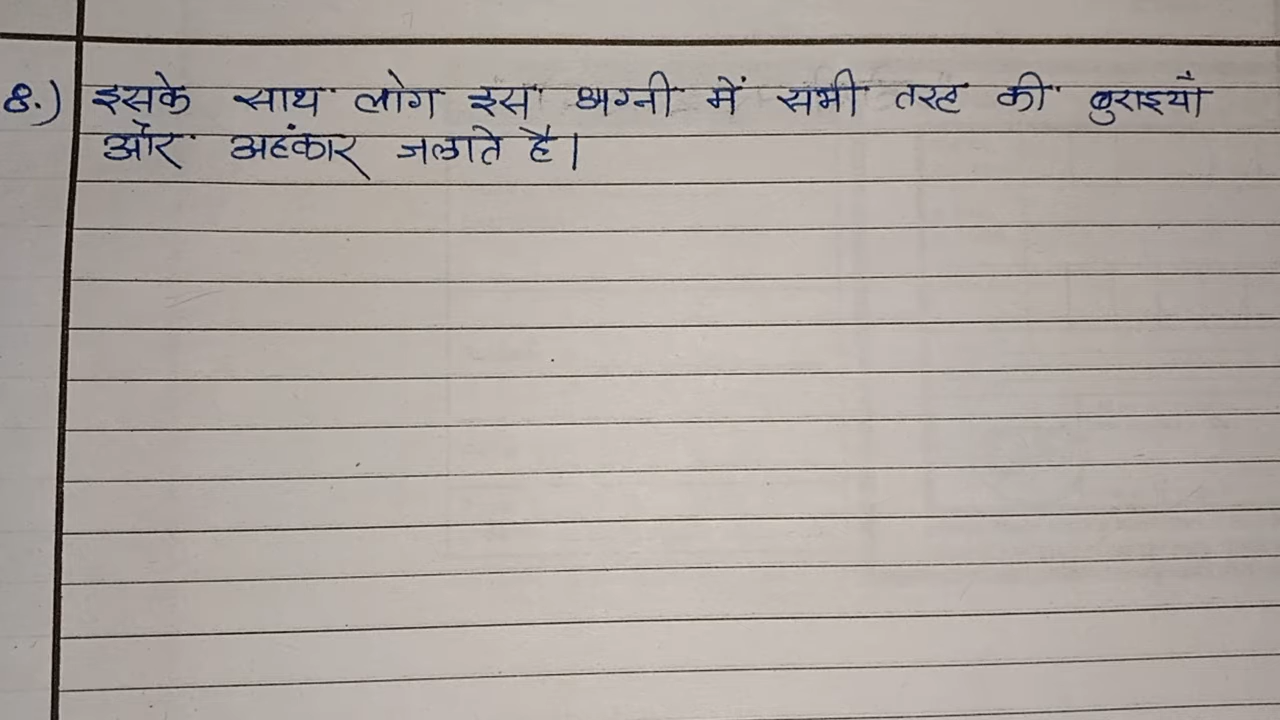 8.) इसके साथ लोग इस अग्नी में सभी तरह की बुराइयाँ
और अहंकार जलाते है।